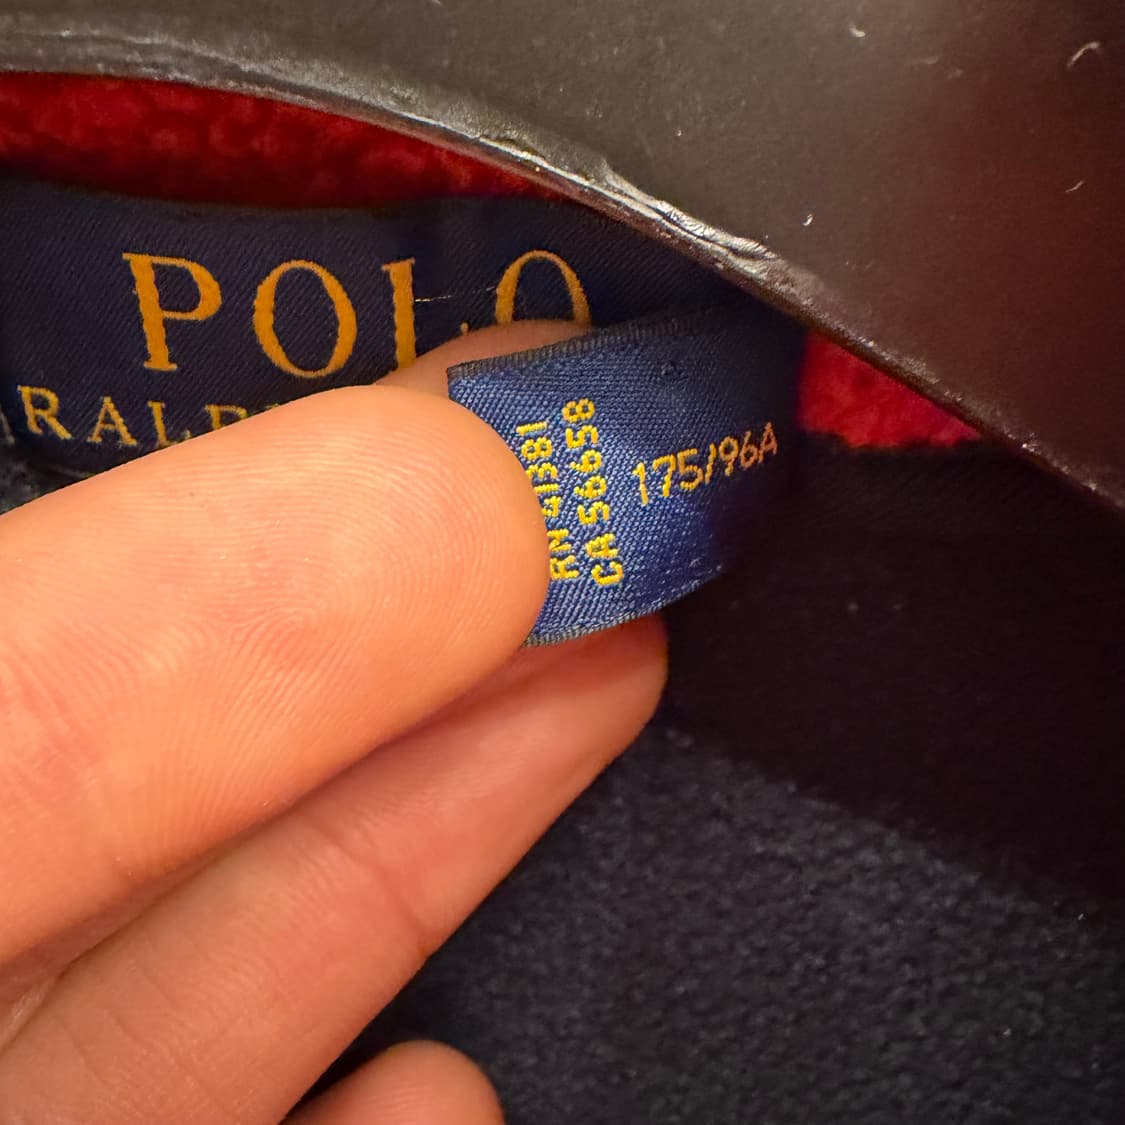 POLO
RALP
RN 41381
CA 56658
175/96A